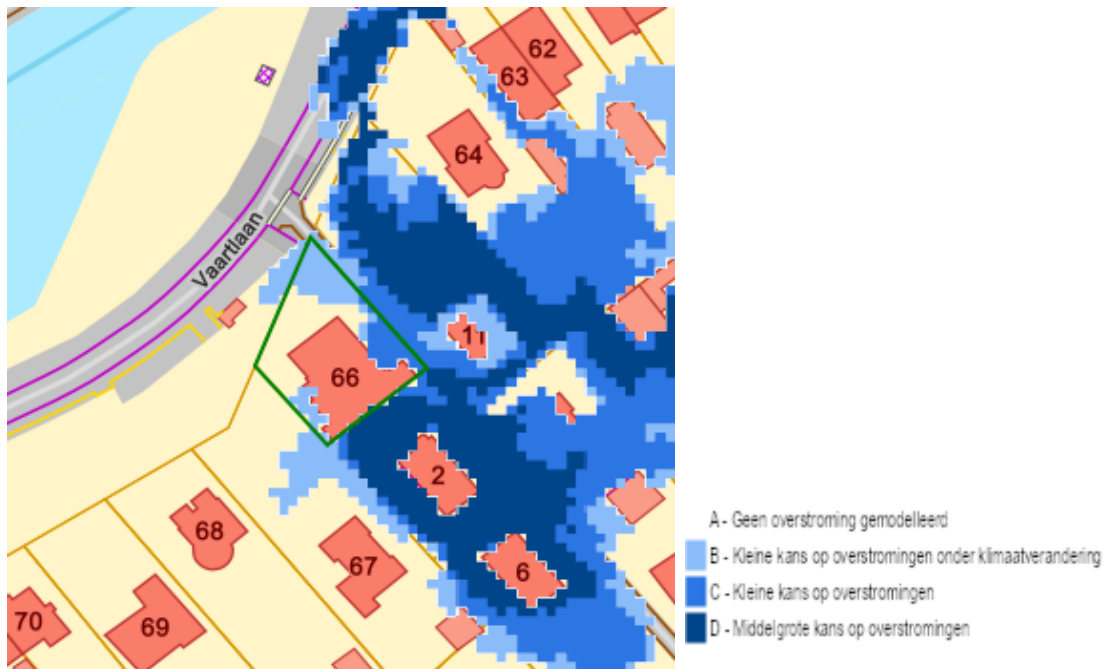 62
63
64
Vaartlaan
11
66
2
68
67
6
70
69
A - Geen overstroming gemodelleerd
B - Kleine kans op overstromingen onder klimaatverandering
C - Kleine kans op overstromingen
D - Middelgrote kans op overstromingen